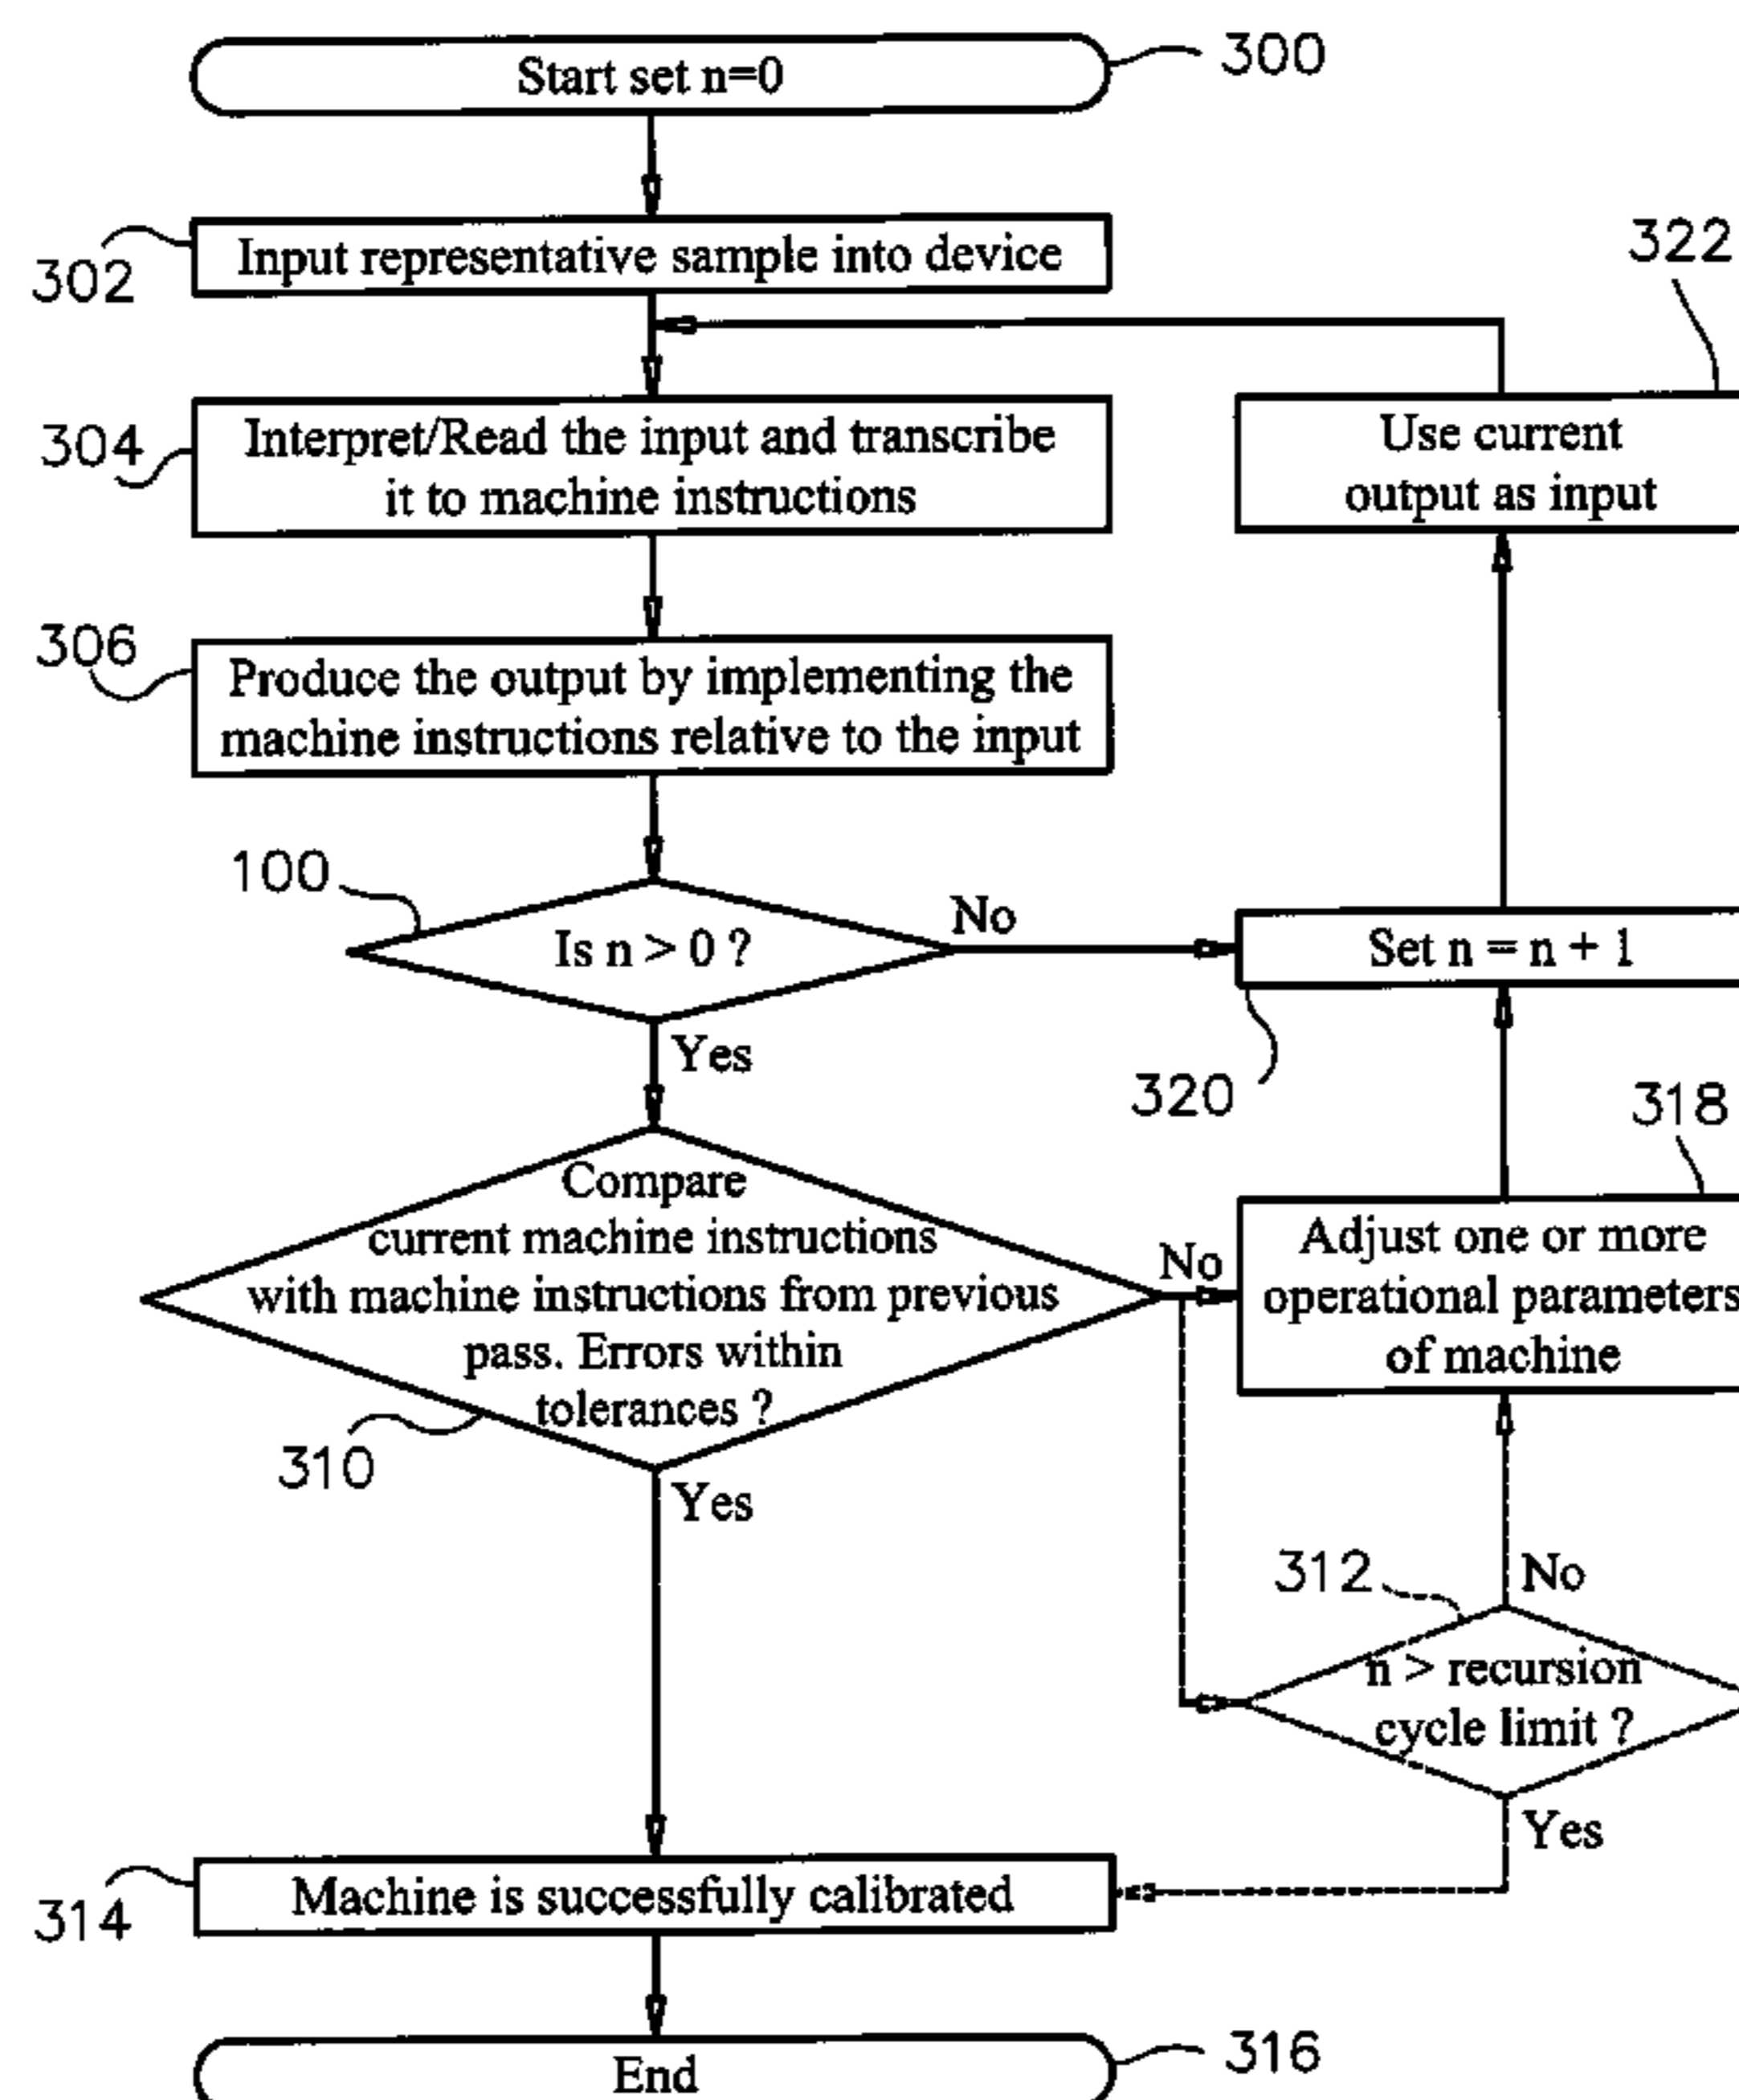 Start set n=0
300
302
Input representative sample into device
322
304
Interpret/Read the input and transcribe
it to machine instructions
Use current
output as input
306
Produce the output by implementing the
machine instructions relative to the input
100
Is n > 0 ?
No
Yes
Set n = n + 1
320
318
Compare
current machine instructions
with machine instructions from previous
pass. Errors within
tolerances ?
310
No
Yes
Adjust one or more
operational parameters
of machine
312
No
n > recursion
cycle limit ?
Yes
314
Machine is successfully calibrated
End
316